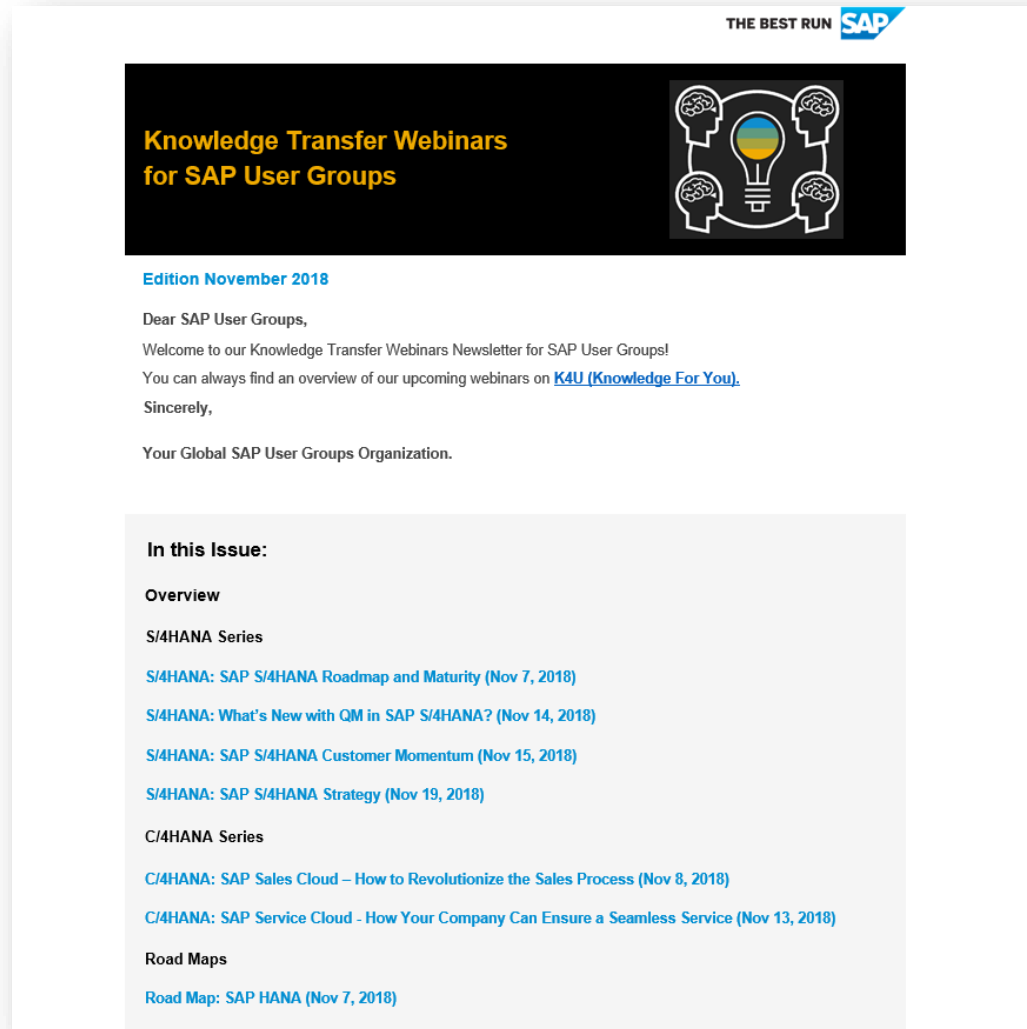 THE BEST RUN SAP
Knowledge Transfer Webinars
for SAP User Groups
Edition November 2018
Dear SAP User Groups,
Welcome to our Knowledge Transfer Webinars Newsletter for SAP User Groups!
You can always find an overview of our upcoming webinars on K4U (Knowledge For You).
Sincerely,
Your Global SAP User Groups Organization.
In this Issue:
Overview
S/4HANA Series
S/4HANA: SAP S/4HANA Roadmap and Maturity (Nov 7, 2018)
S/4HANA: What’s New with QM in SAP S/4HANA? (Nov 14, 2018)
S/4HANA: SAP S/4HANA Customer Momentum (Nov 15, 2018)
S/4HANA: SAP S/4HANA Strategy (Nov 19, 2018)
C/4HANA Series
C/4HANA: SAP Sales Cloud – How to Revolutionize the Sales Process (Nov 8, 2018)
C/4HANA: SAP Service Cloud - How Your Company Can Ensure a Seamless Service (Nov 13, 2018)
Road Maps
Road Map: SAP HANA (Nov 7, 2018)